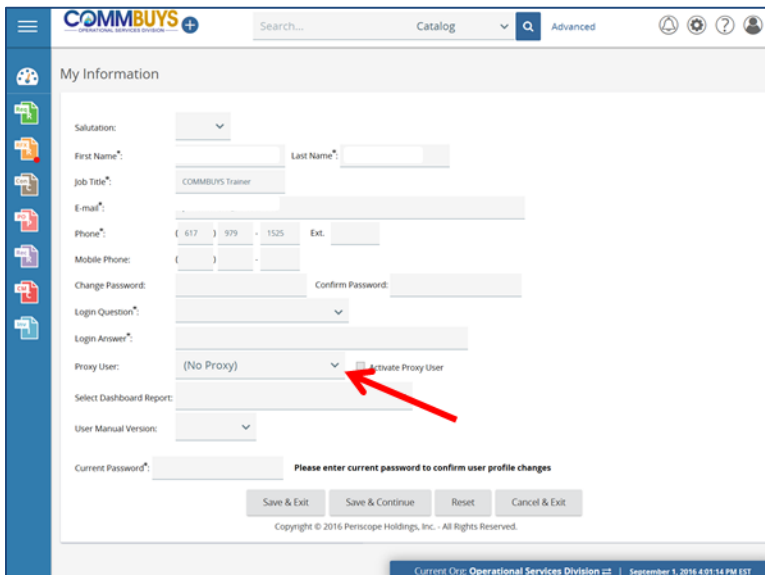 COMMBUYS
OPERATIONAL SERVICES DIVISION
Search... Catalog Advanced
My Information
Salutation:
First Name*: Last Name*:
Job Title*: COMMBUYS Trainer
E-mail*:
Phone*: ( 617 ) 979 - 1525 Ext.
Mobile Phone: ( ) -
Change Password: Confirm Password:
Login Question*:
Login Answer*:
Proxy User: (No Proxy) Activate Proxy User
Select Dashboard Report:
User Manual Version:
Current Password*: Please enter current password to confirm user profile changes
Save & Exit Save & Continue Reset Cancel & Exit
Copyright © 2016 Periscope Holdings, Inc. - All Rights Reserved.
Current Org: Operational Services Division ⇄ | September 1, 2016 4:01:14 PM EST